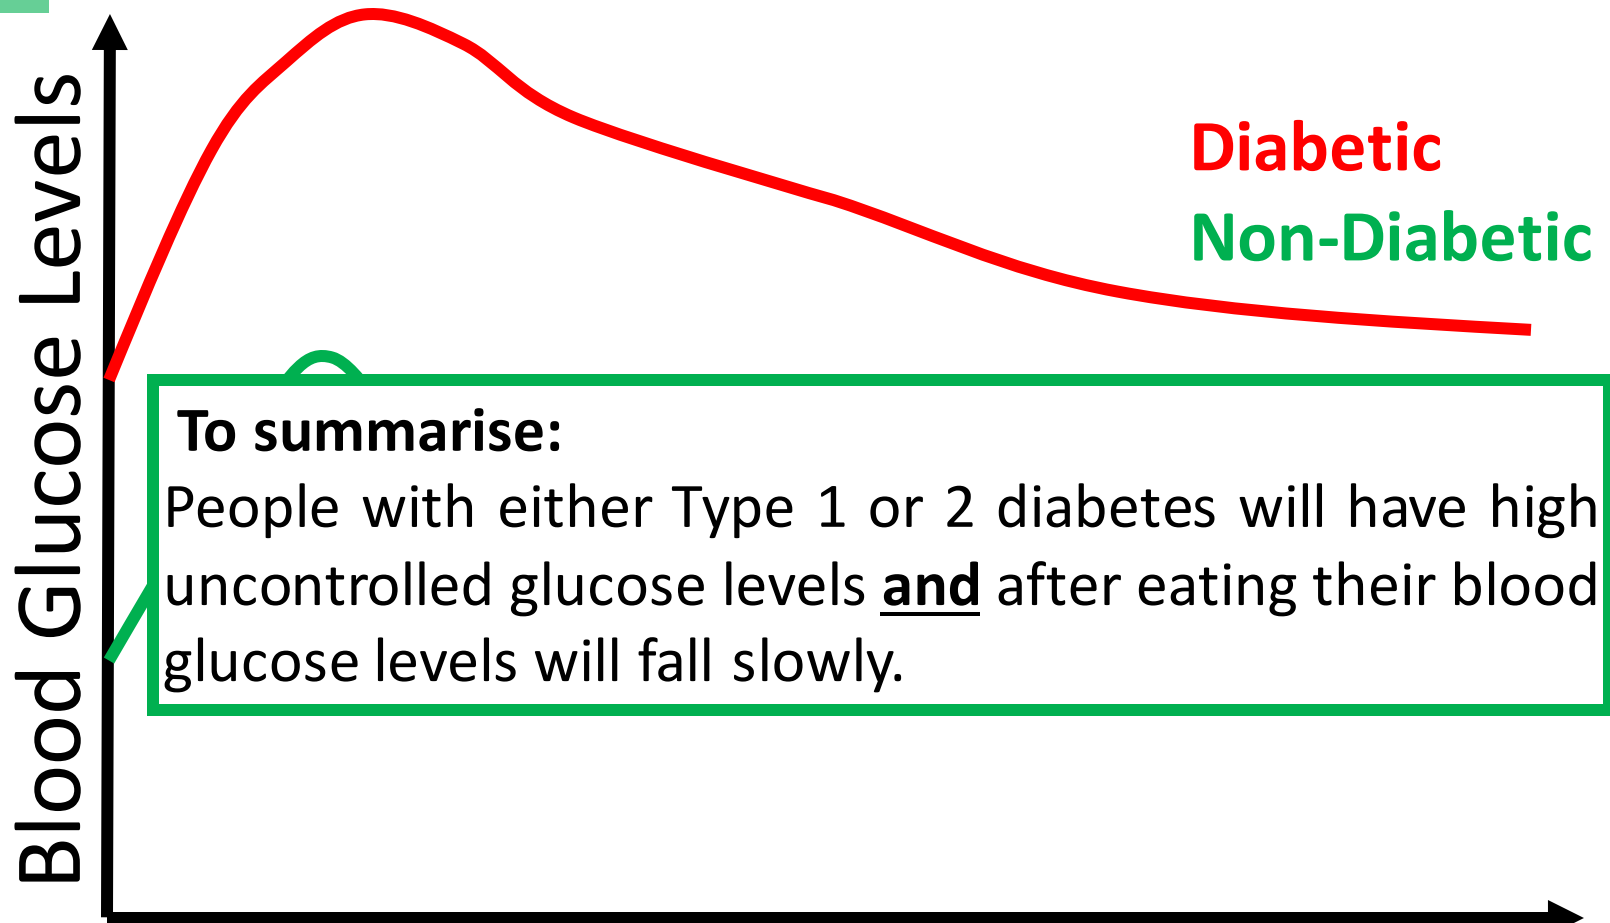 Blood Glucose Levels
Diabetic
Non-Diabetic
To summarise:
People with either Type 1 or 2 diabetes will have high
uncontrolled glucose levels and after eating their blood
glucose levels will fall slowly.